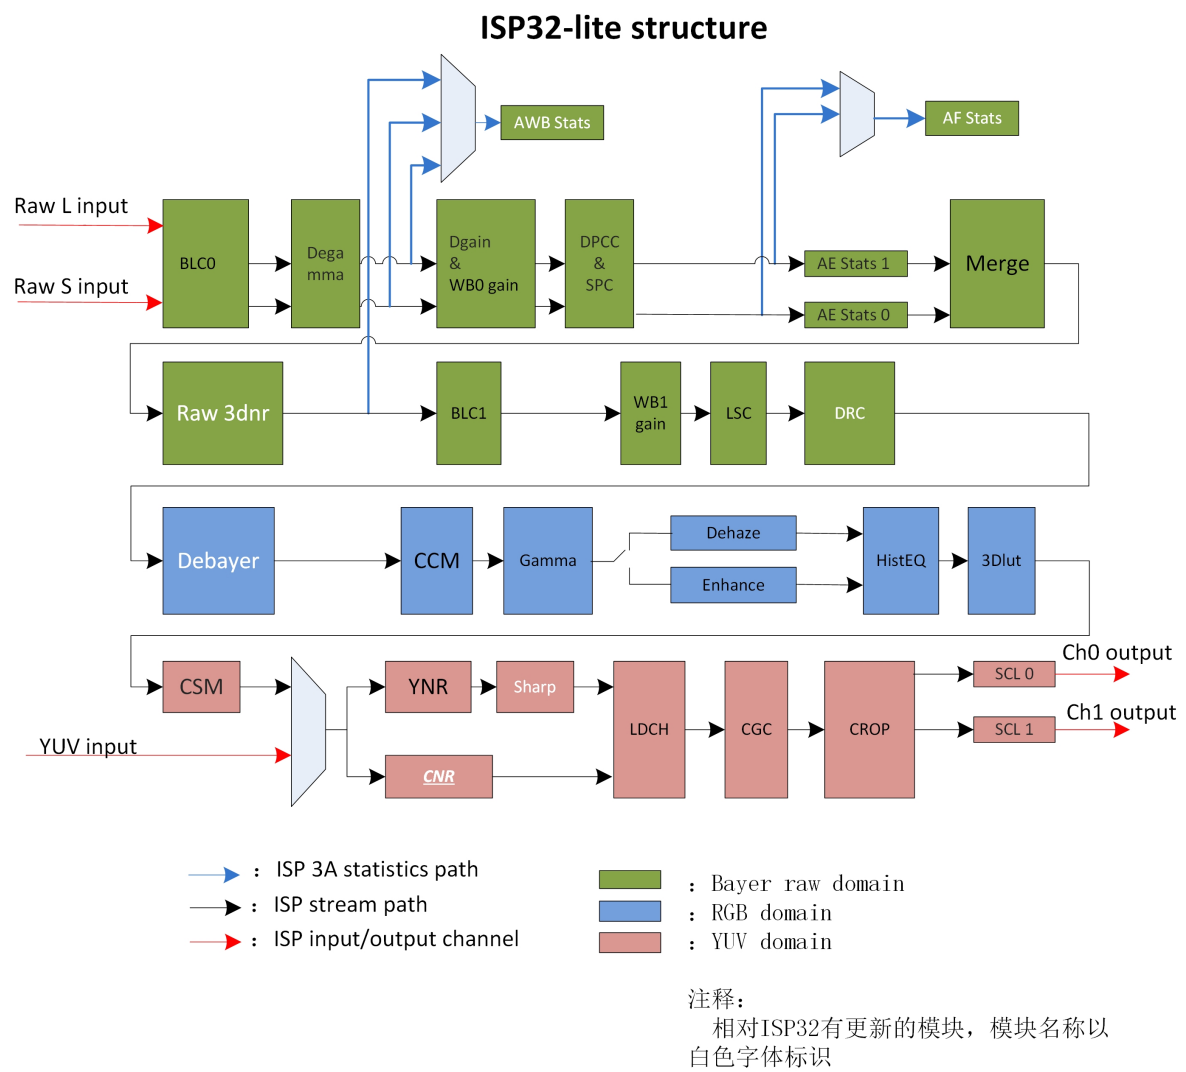 ISP32-lite structure
AWB Stats
AF Stats
Raw L input
Raw S input
BLC0
Dega
mma
Dgain
&
WB0 gain
DPCC
&
SPC
AE Stats 1
AE Stats 0
Merge
Raw 3dnr
BLC1
WB1
gain
LSC
DRC
Debayer
CCM
Gamma
Dehaze
Enhance
HistEQ
3Dlut
CSM
YUV input
YNR
Sharp
CNR
LDCH
CGC
CROP
SCL 0
SCL 1
Ch0 output
Ch1 output
： ISP 3A statistics path
： ISP stream path
： ISP input/output channel
：Bayer raw domain
：RGB domain
：YUV domain
注释：
相对ISP32有更新的模块，模块名称以
白色字体标识